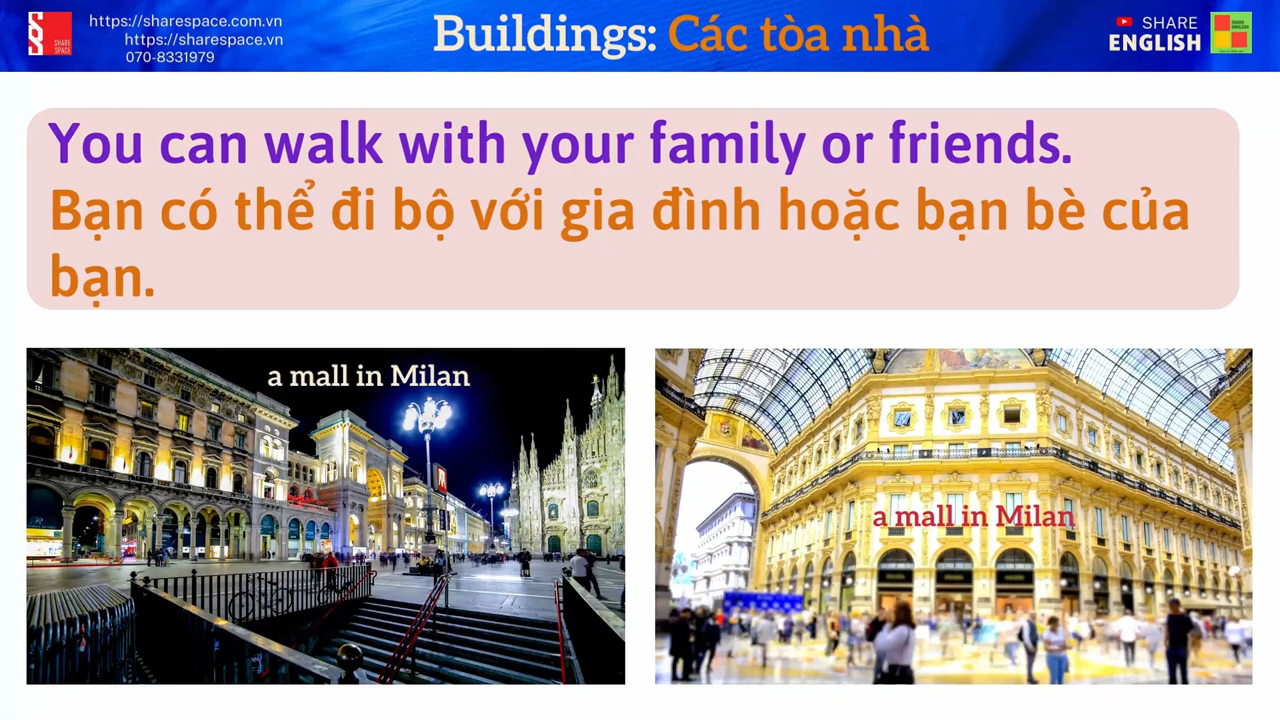 SHARE
SPACE
https://sharespace.com.vn
https://sharespace.vn
070-8331979
Buildings: Các tòa nhà
SHARE
ENGLISH
You can walk with your family or friends.
Bạn có thể đi bộ với gia đình hoặc bạn bè của
bạn.
a mall in Milan
a mall in Milan